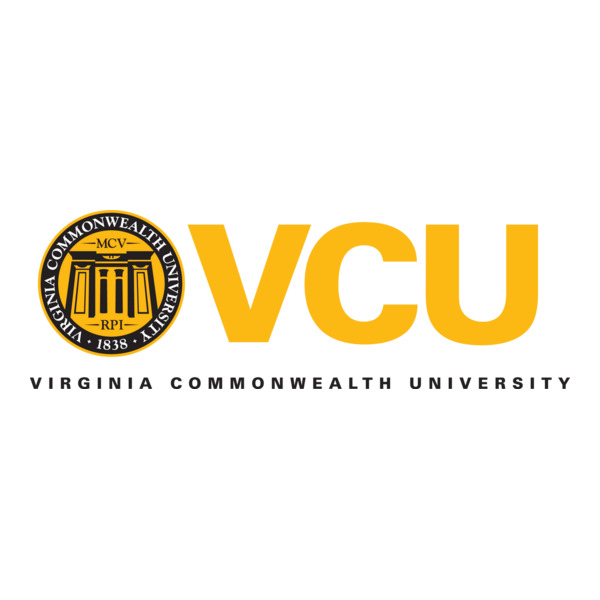 VIRGINIA COMMONWEALTH UNIVERSITY
MCV
RPI
· 1838 ·
VCU
VIRGINIA COMMONWEALTH UNIVERSITY